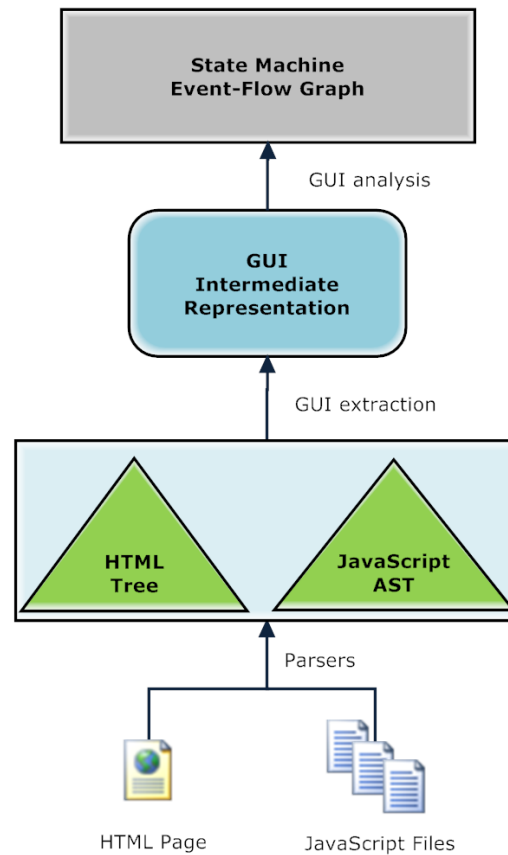 State Machine
Event-Flow Graph
GUI analysis
GUI
Intermediate
Representation
GUI extraction
HTML
Tree
JavaScript
AST
Parsers
HTML Page
JavaScript Files